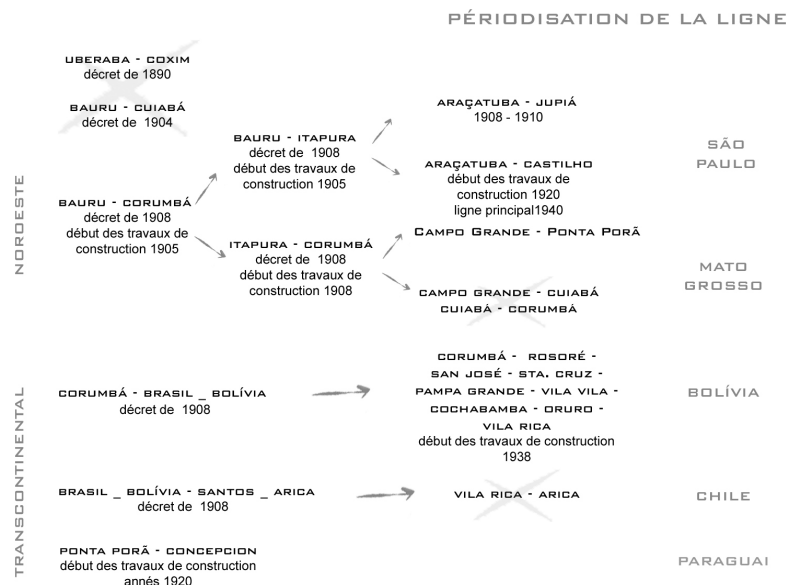 PÉRIODISATION DE LA LIGNE
NOROESTE
UBERABA - COXIM
décret de 1890
BAURU - CUIABÁ
décret de 1904
BAURU - CORUMBÁ
décret de 1908
début des travaux de
construction 1905
BAURU - ITAPURA
décret de 1908
début des travaux de
construction 1905
ITAPURA - CORUMBÁ
décret de 1908
début des travaux de
construction 1908
ARAÇATUBA - JUPIÁ
1908 - 1910
ARAÇATUBA - CASTILHO
début des travaux de
construction 1920
ligne principal1940
CAMPO GRANDE - PONTA PORÃ
CAMPO GRANDE - CUIABÁ
CUIABÁ - CORUMBÁ
SÃO
PAULO
MATO
GROSSO
TRANSCONTINENTAL
CORUMBÁ - BRASIL _ BOLÍVIA
décret de 1908
CORUMBÁ - ROSORÉ -
SAN JOSÉ - STA. CRUZ -
PAMPA GRANDE - VILA VILA -
COCHABAMBA - ORURO -
VILA RICA
début des travaux de construction
1938
BOLÍVIA
BRASIL _ BOLÍVIA - SANTOS _ ARICA
décret de 1908
VILA RICA - ARICA
CHILE
PONTA PORÃ - CONCEPCION
début des travaux de construction
annés 1920
PARAGUAI